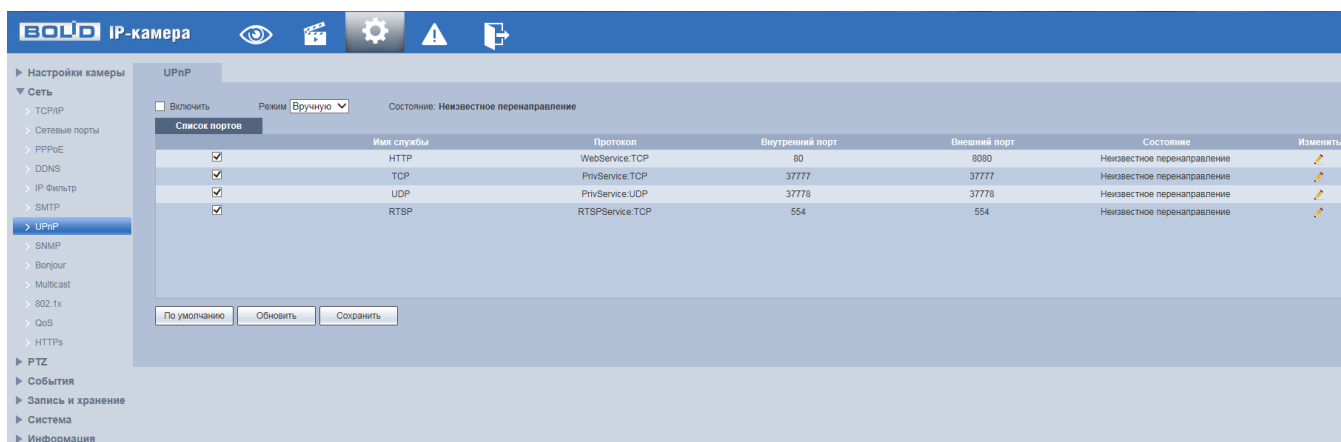 BOLID IP-камера
Настройки камеры
Сеть
> TCP/IP
> Сетевые порты
> PPPoE
> DDNS
> IP Фильтр
> SMTP
> UPnP
> SNMP
> Bonjour
> Multicast
> 802.1x
> QoS
> HTTPs
PTZ
События
Запись и хранение
Система
Информация
UPnP
Включить Режим Вручную Состояние: Неизвестное перенаправление
Список портов
Имя службы Протокол Внутренний порт Внешний порт Состояние Изменить
HTTP WebService:TCP 80 8080 Неизвестное перенаправление
TCP PrivService:TCP 37777 37777 Неизвестное перенаправление
UDP PrivService:UDP 37778 37778 Неизвестное перенаправление
RTSP RTSPService:TCP 554 554 Неизвестное перенаправление
По умолчанию Обновить Сохранить